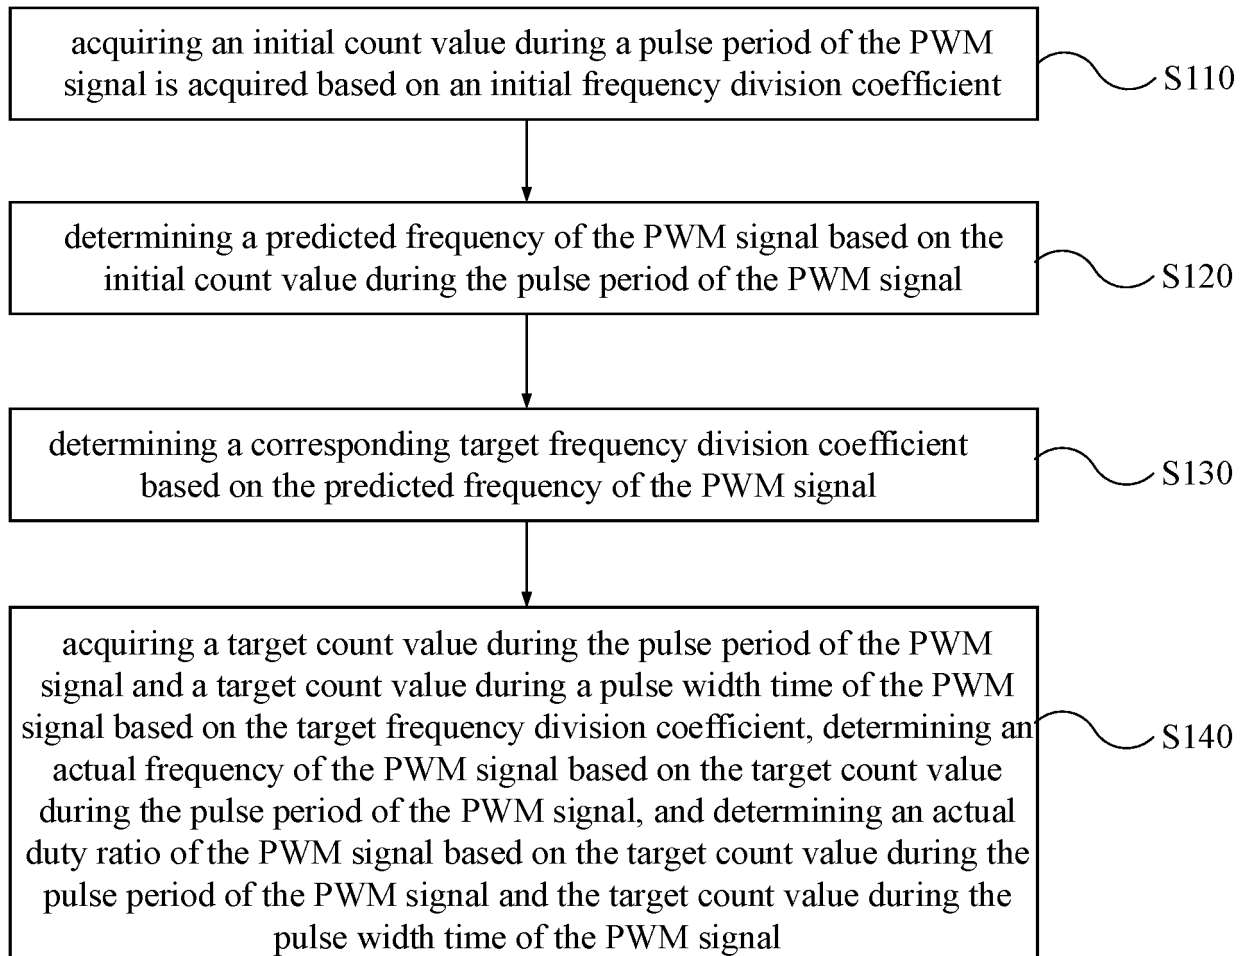 acquiring an initial count value during a pulse period of the PWM
signal is acquired based on an initial frequency division coefficient
S110
determining a predicted frequency of the PWM signal based on the
initial count value during the pulse period of the PWM signal
S120
determining a corresponding target frequency division coefficient
based on the predicted frequency of the PWM signal
S130
acquiring a target count value during the pulse period of the PWM
signal and a target count value during a pulse width time of the PWM
signal based on the target frequency division coefficient, determining an
actual frequency of the PWM signal based on the target count value
during the pulse period of the PWM signal, and determining an actual
duty ratio of the PWM signal based on the target count value during the
pulse period of the PWM signal and the target count value during the
pulse width time of the PWM signal
S140